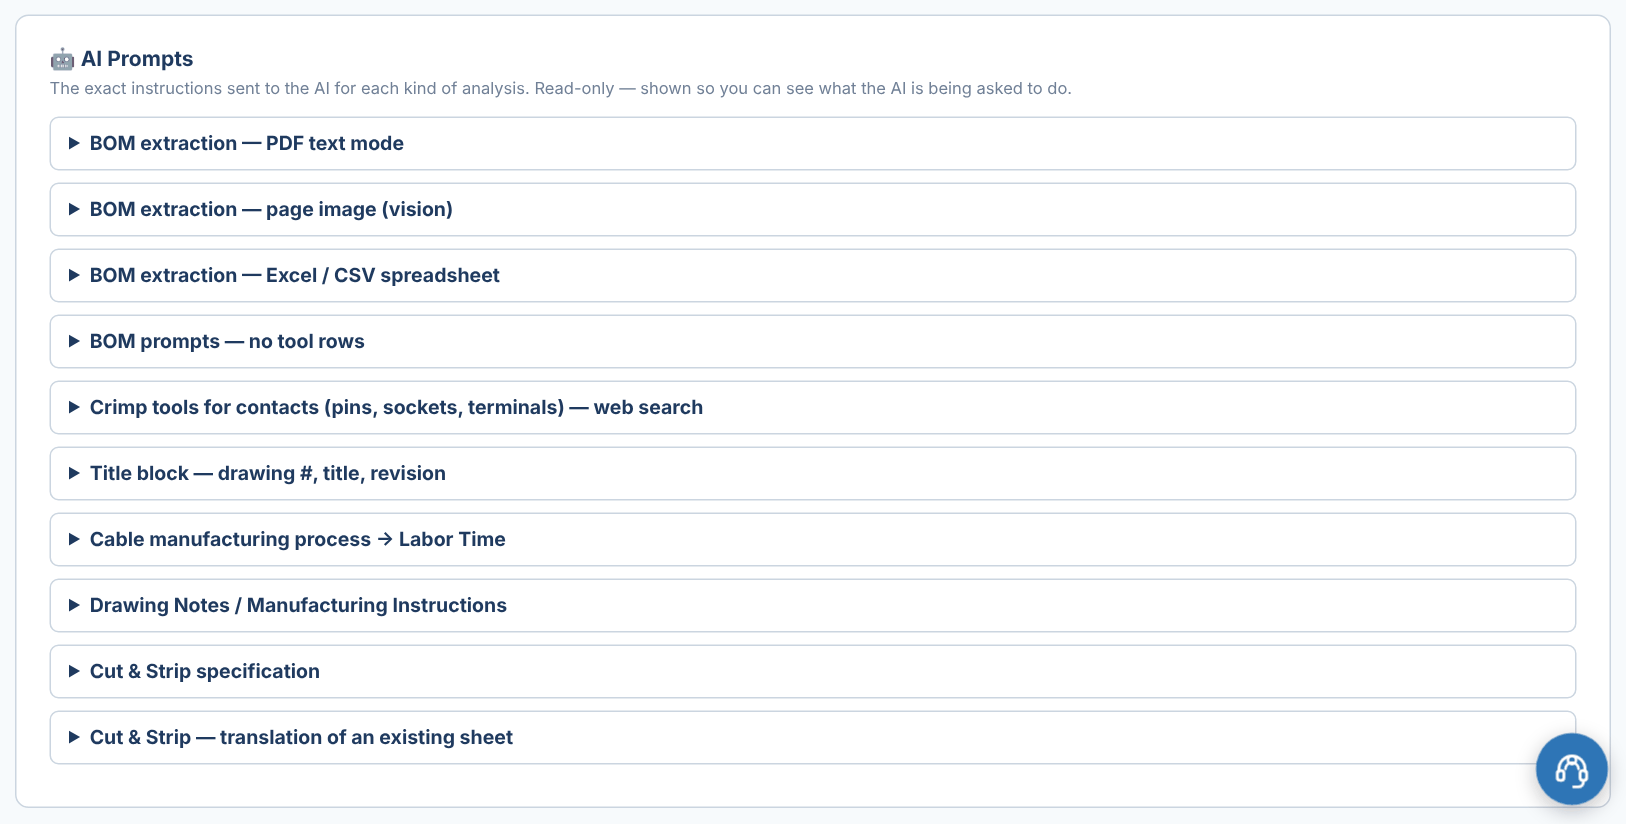 🤖 AI Prompts
The exact instructions sent to the AI for each kind of analysis. Read-only — shown so you can see what the AI is being asked to do.
BOM extraction — PDF text mode
BOM extraction — page image (vision)
BOM extraction — Excel / CSV spreadsheet
BOM prompts — no tool rows
Crimp tools for contacts (pins, sockets, terminals) — web search
Title block — drawing #, title, revision
Cable manufacturing process → Labor Time
Drawing Notes / Manufacturing Instructions
Cut & Strip specification
Cut & Strip — translation of an existing sheet